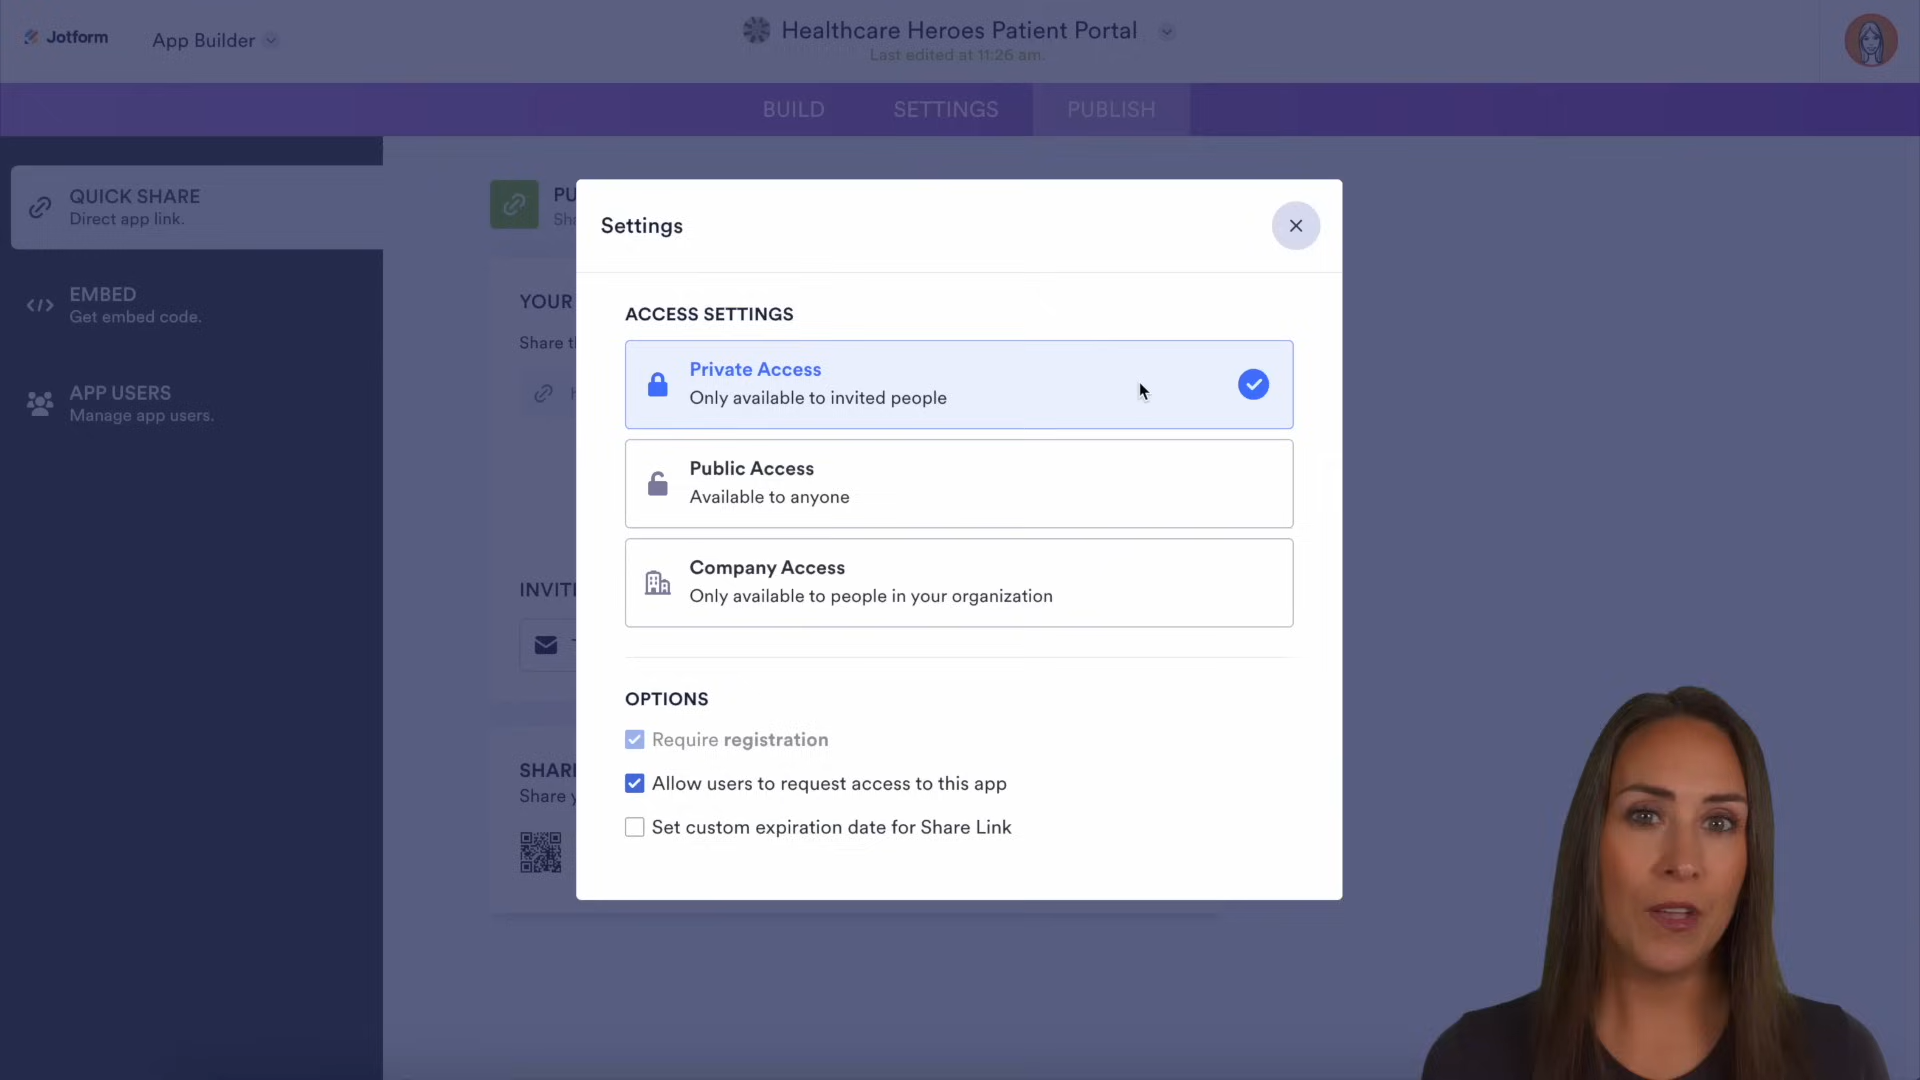 Jotform
App Builder
Healthcare Heroes Patient Portal
Last edited at 11:26 am.
BUILD
SETTINGS
PUBLISH
QUICK SHARE
Direct app link.
EMBED
Get embed code.
APP USERS
Manage app users.
PU
Sh
YOUR
Share t
INVIT
SHAR
Share y
Settings
ACCESS SETTINGS
Private Access
Only available to invited people
Public Access
Available to anyone
Company Access
Only available to people in your organization
OPTIONS
Require registration
Allow users to request access to this app
Set custom expiration date for Share Link